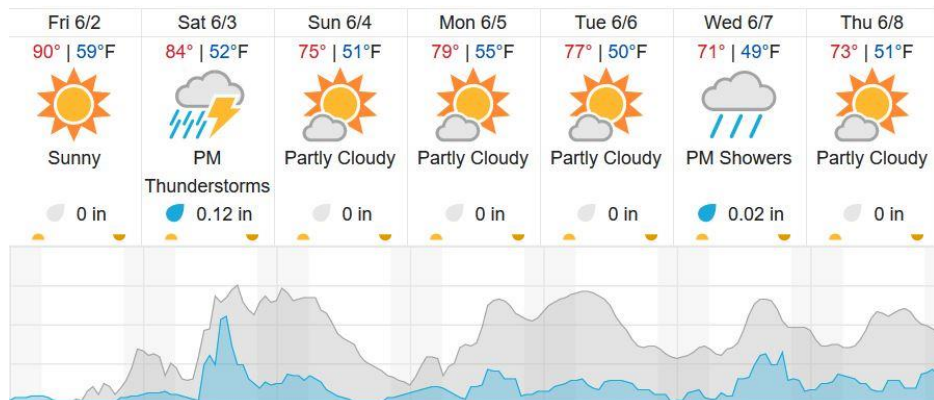 Fri 6/2
Sat 6/3
Sun 6/4
Mon 6/5
Tue 6/6
Wed 6/7
Thu 6/8
90° | 59°F
84° | 52°F
75° | 51°F
79° | 55°F
77° | 50°F
71° | 49°F
73° | 51°F
Sunny
PM
Thunderstorms
Partly Cloudy
Partly Cloudy
Partly Cloudy
PM Showers
Partly Cloudy
0 in
0.12 in
0 in
0 in
0 in
0.02 in
0 in